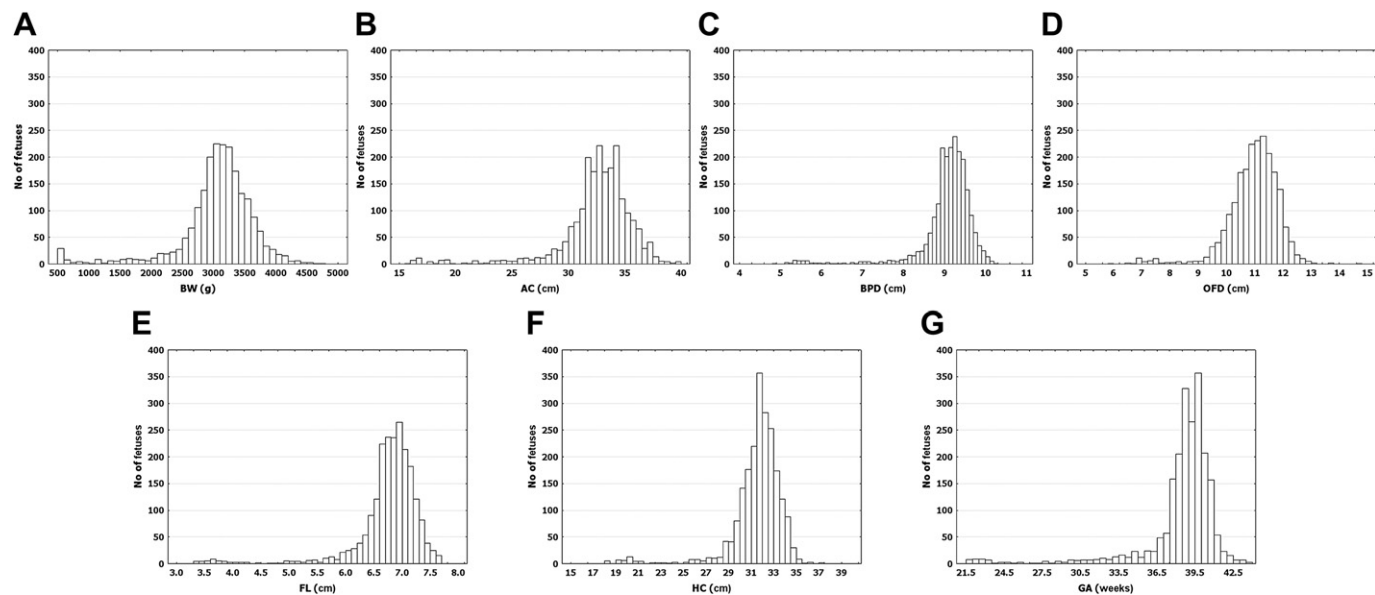 A
B
C
D
400
350
300
250
200
150
100
50
0
No of fetuses
500 1000 1500 2000 2500 3000 3500 4000 4500 5000
BW (g)
400
350
300
250
200
150
100
50
0
No of fetuses
15 20 25 30 35 40
AC (cm)
400
350
300
250
200
150
100
50
0
No of fetuses
4 5 6 7 8 9 10 11
BPD (cm)
400
350
300
250
200
150
100
50
0
No of fetuses
5 6 7 8 9 10 11 12 13 14 15
OFD (cm)
E
F
G
400
350
300
250
200
150
100
50
0
No of fetuses
3.0 3.5 4.0 4.5 5.0 5.5 6.0 6.5 7.0 7.5 8.0
FL (cm)
400
350
300
250
200
150
100
50
0
No of fetuses
15 17 19 21 23 25 27 29 31 33 35 37 39
HC (cm)
400
350
300
250
200
150
100
50
0
No of fetuses
21.5 24.5 27.5 30.5 33.5 36.5 39.5 42.5
GA (weeks)